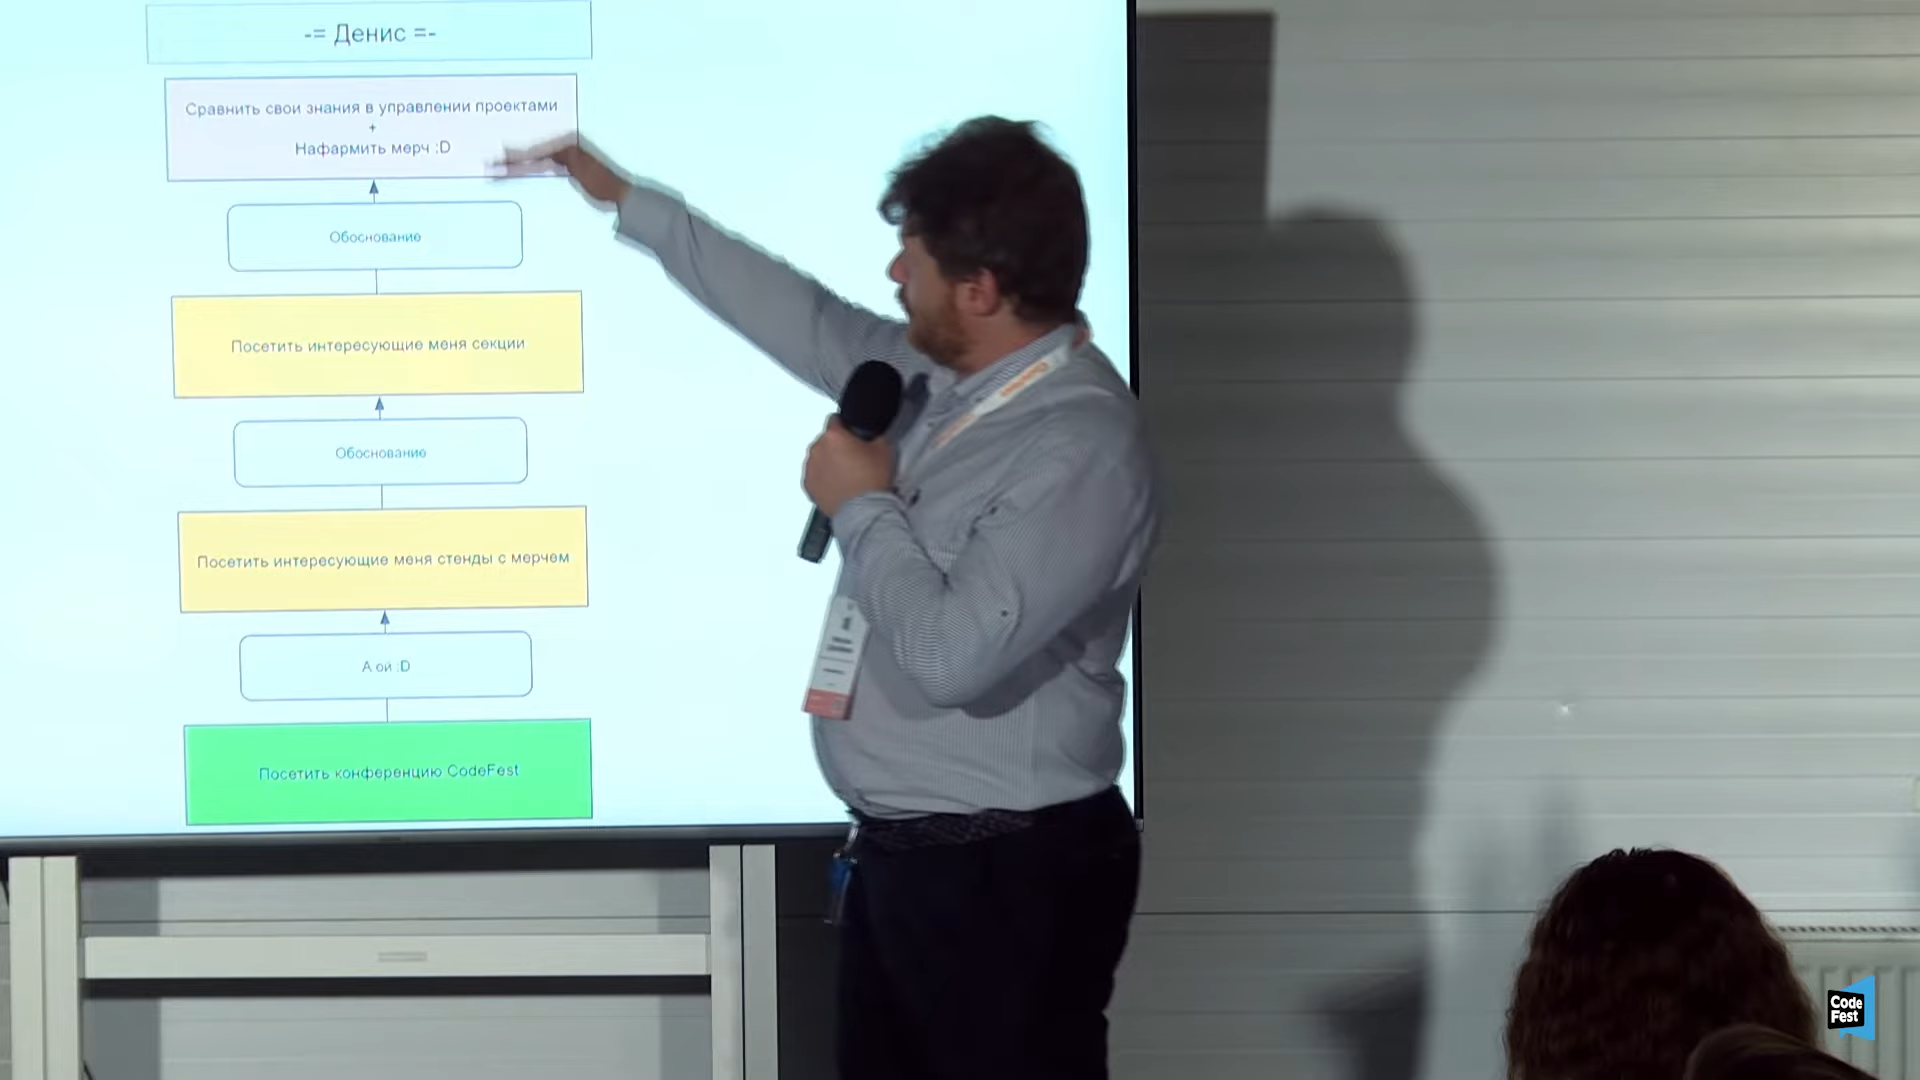 -= Денис =-
Сравнить свои знания в управлении проектами
+
Нафармить мерч :D
Обоснование
Посетить интересующие меня секции
Обоснование
Посетить интересующие меня стенды с мерчем
А ой :D
Посетить конференцию CodeFest
Code
Fest